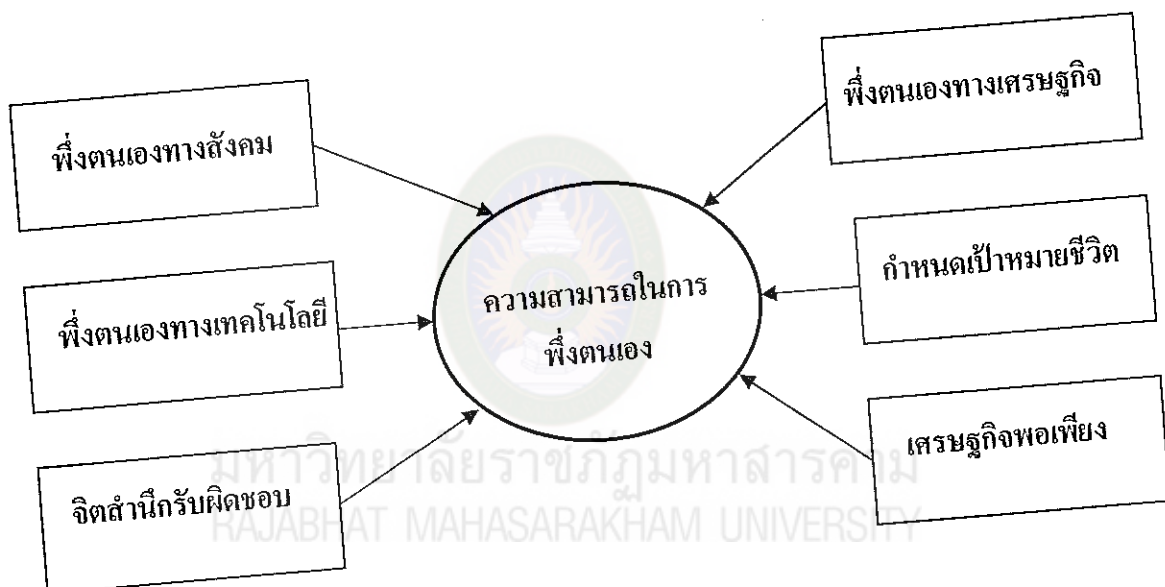 พึ่งตนเองทางสังคม
พึ่งตนเองทางเทคโนโลยี
จิตสำนึกรับผิดชอบ
ความสามารถในการ
พึ่งตนเอง
พึ่งตนเองทางเศรษฐกิจ
กำหนดเป้าหมายชีวิต
เศรษฐกิจพอเพียง
มหาวิทยาลัยราชภัฏมหาสารคาม
RAJABHAT MAHASARAKHAM UNIVERSITY